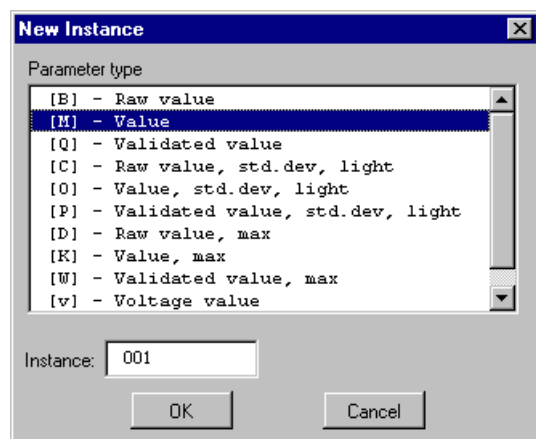 New Instance
Parameter type
[B] - Raw value
[M] - Value
[Q] - Validated value
[C] - Raw value, std.dev, light
[O] - Value, std.dev, light
[P] - Validated value, std.dev, light
[D] - Raw value, max
[K] - Value, max
[W] - Validated value, max
[v] - Voltage value
Instance: 001
OK Cancel